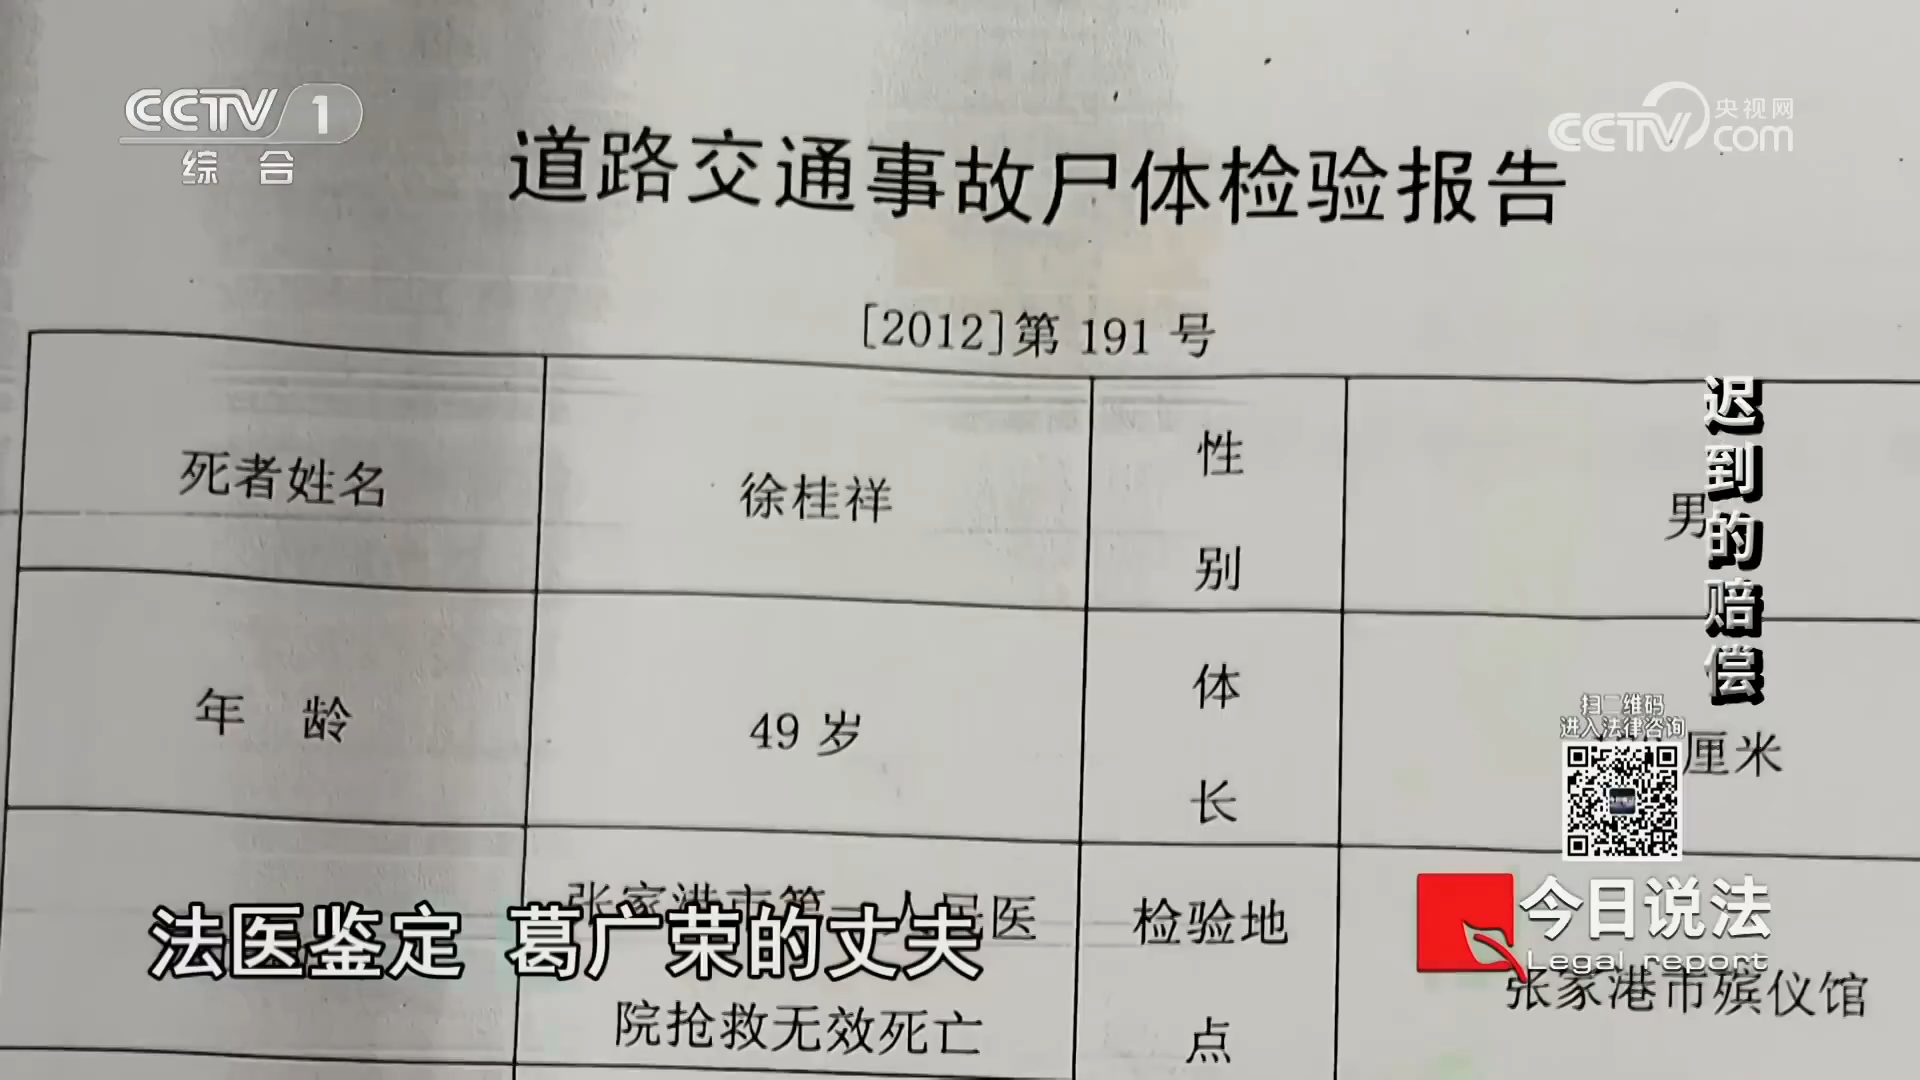 CCTV 1
综 合
央视网
CCTV com
道路交通事故尸体检验报告
[2012]第 191 号
死者姓名
徐桂祥
性
别
男
迟到的赔偿
年 龄
49 岁
体
长
厘米
扫二维码
进入法律咨询
张家港市第一人民医
院抢救无效死亡
检验地
点
张家港市殡仪馆
今日说法
Legal report
法医鉴定 葛广荣的丈夫